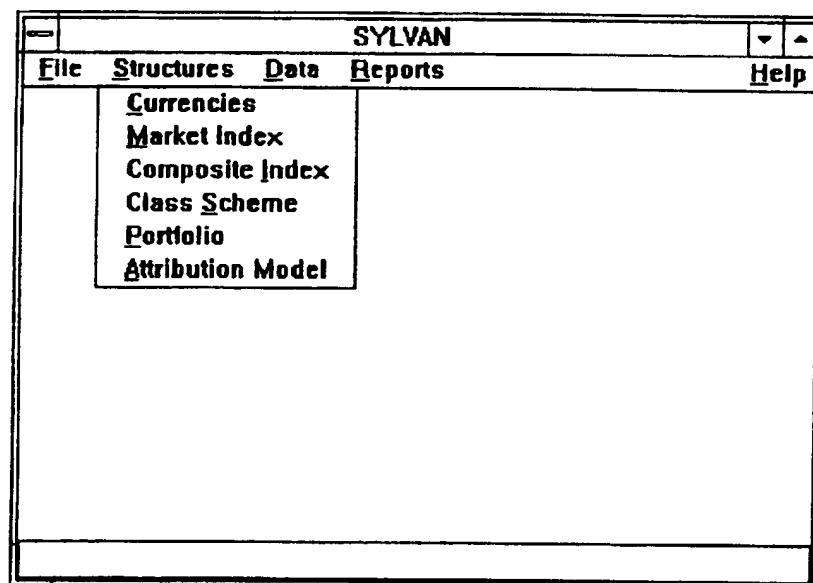 SYLVAN
File Structures Data Reports Help
Currencies
Market Index
Composite Index
Class Scheme
Portfolio
Attribution Model